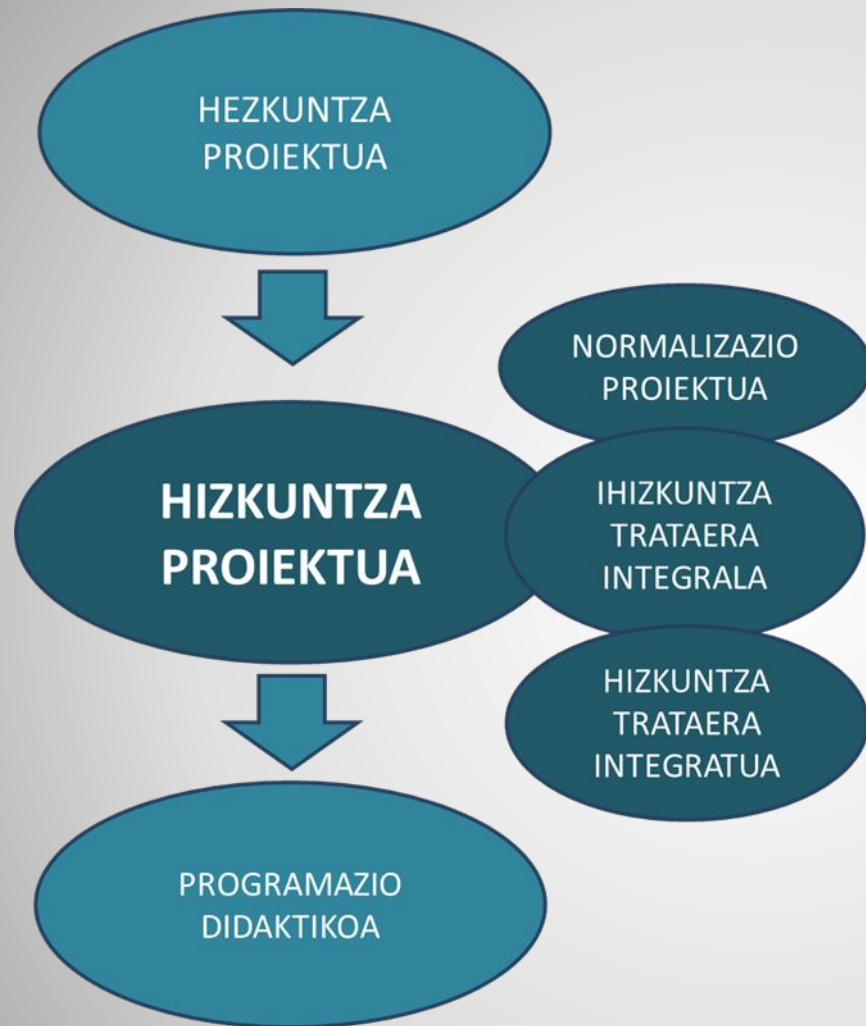 HEZKUNTZA
PROIEKTUA
NORMALIZAZIO
PROIEKTUA
HIZKUNTZA
PROIEKTUA
IHIZKUNTZA
TRATAERA
INTEGRALA
HIZKUNTZA
TRATAERA
INTEGRATUA
PROGRAMAZIO
DIDAKTIKOA